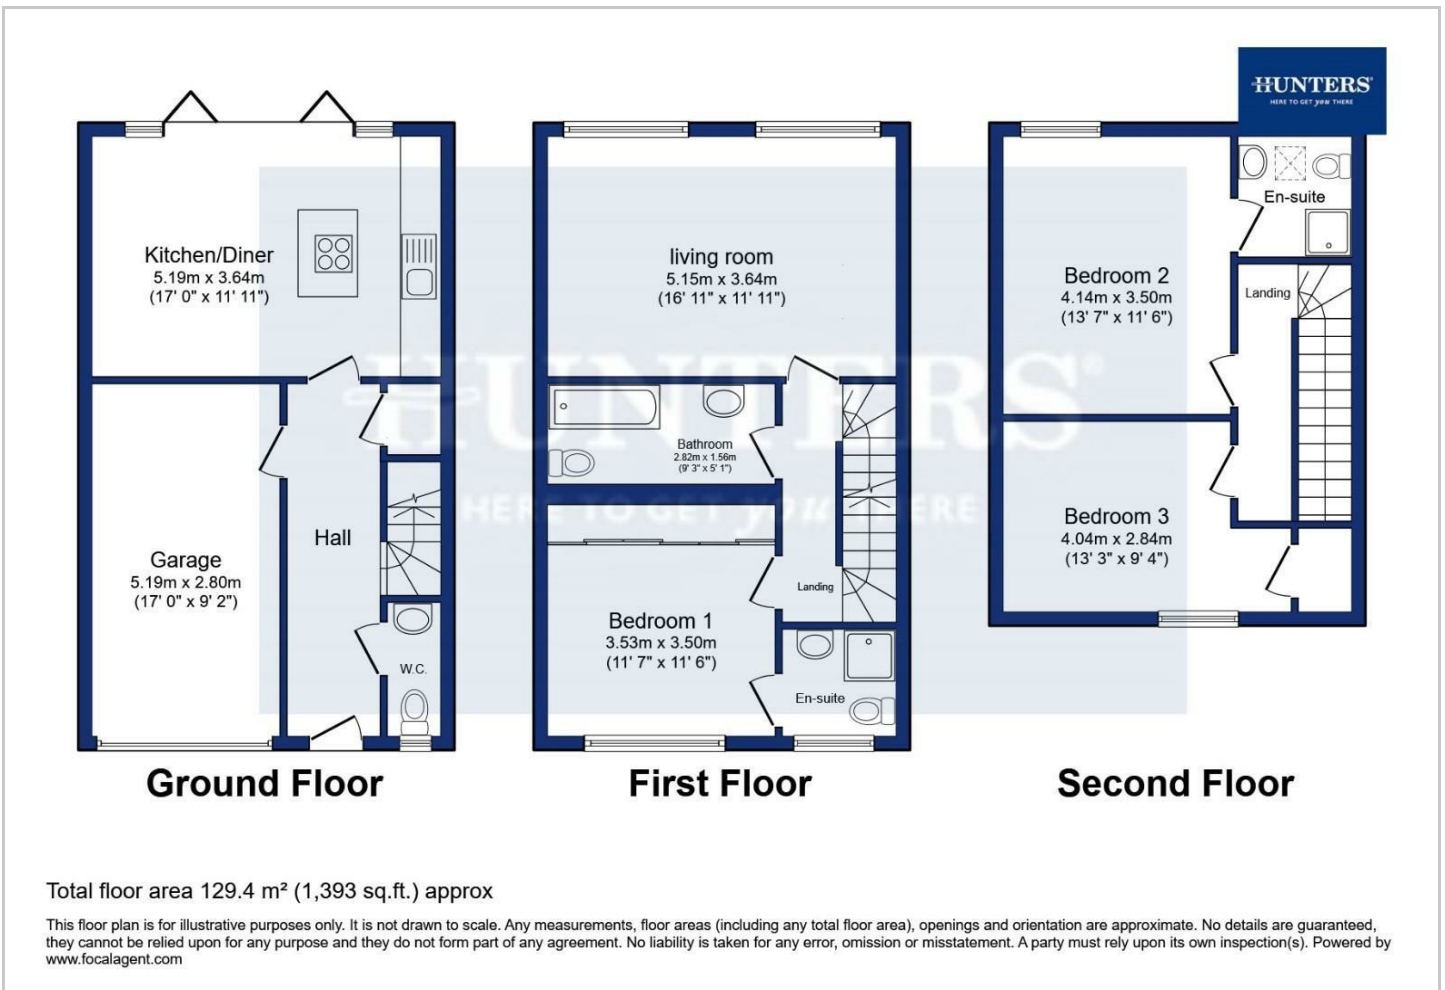 HUNTERS®
HERE TO GET you THERE
Kitchen/Diner
5.19m x 3.64m
(17' 0" x 11' 11")
Garage
5.19m x 2.80m
(17' 0" x 9' 2")
Hall
W.C.
Ground Floor
living room
5.15m x 3.64m
(16' 11" x 11' 11")
Bathroom
2.82m x 1.56m
(9' 3" x 5' 1")
Landing
Bedroom 1
3.53m x 3.50m
(11' 7" x 11' 6")
En-suite
First Floor
En-suite
Bedroom 2
4.14m x 3.50m
(13' 7" x 11' 6")
Landing
Bedroom 3
4.04m x 2.84m
(13' 3" x 9' 4")
Second Floor
HUNTERS®
HERE TO GET you THERE
Total floor area 129.4 m² (1,393 sq.ft.) approx
This floor plan is for illustrative purposes only. It is not drawn to scale. Any measurements, floor areas (including any total floor area), openings and orientation are approximate. No details are guaranteed,
they cannot be relied upon for any purpose and they do not form part of any agreement. No liability is taken for any error, omission or misstatement. A party must rely upon its own inspection(s). Powered by
www.focalagent.com